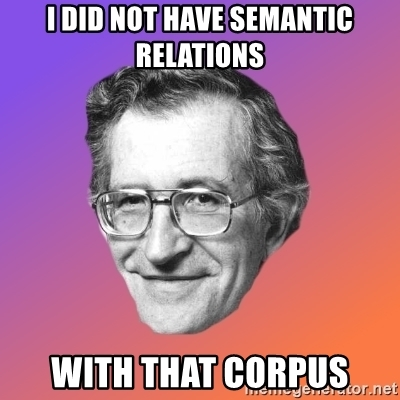 I DID NOT HAVE SEMANTIC
RELATIONS
WITH THAT CORPUS
memegenerator.net